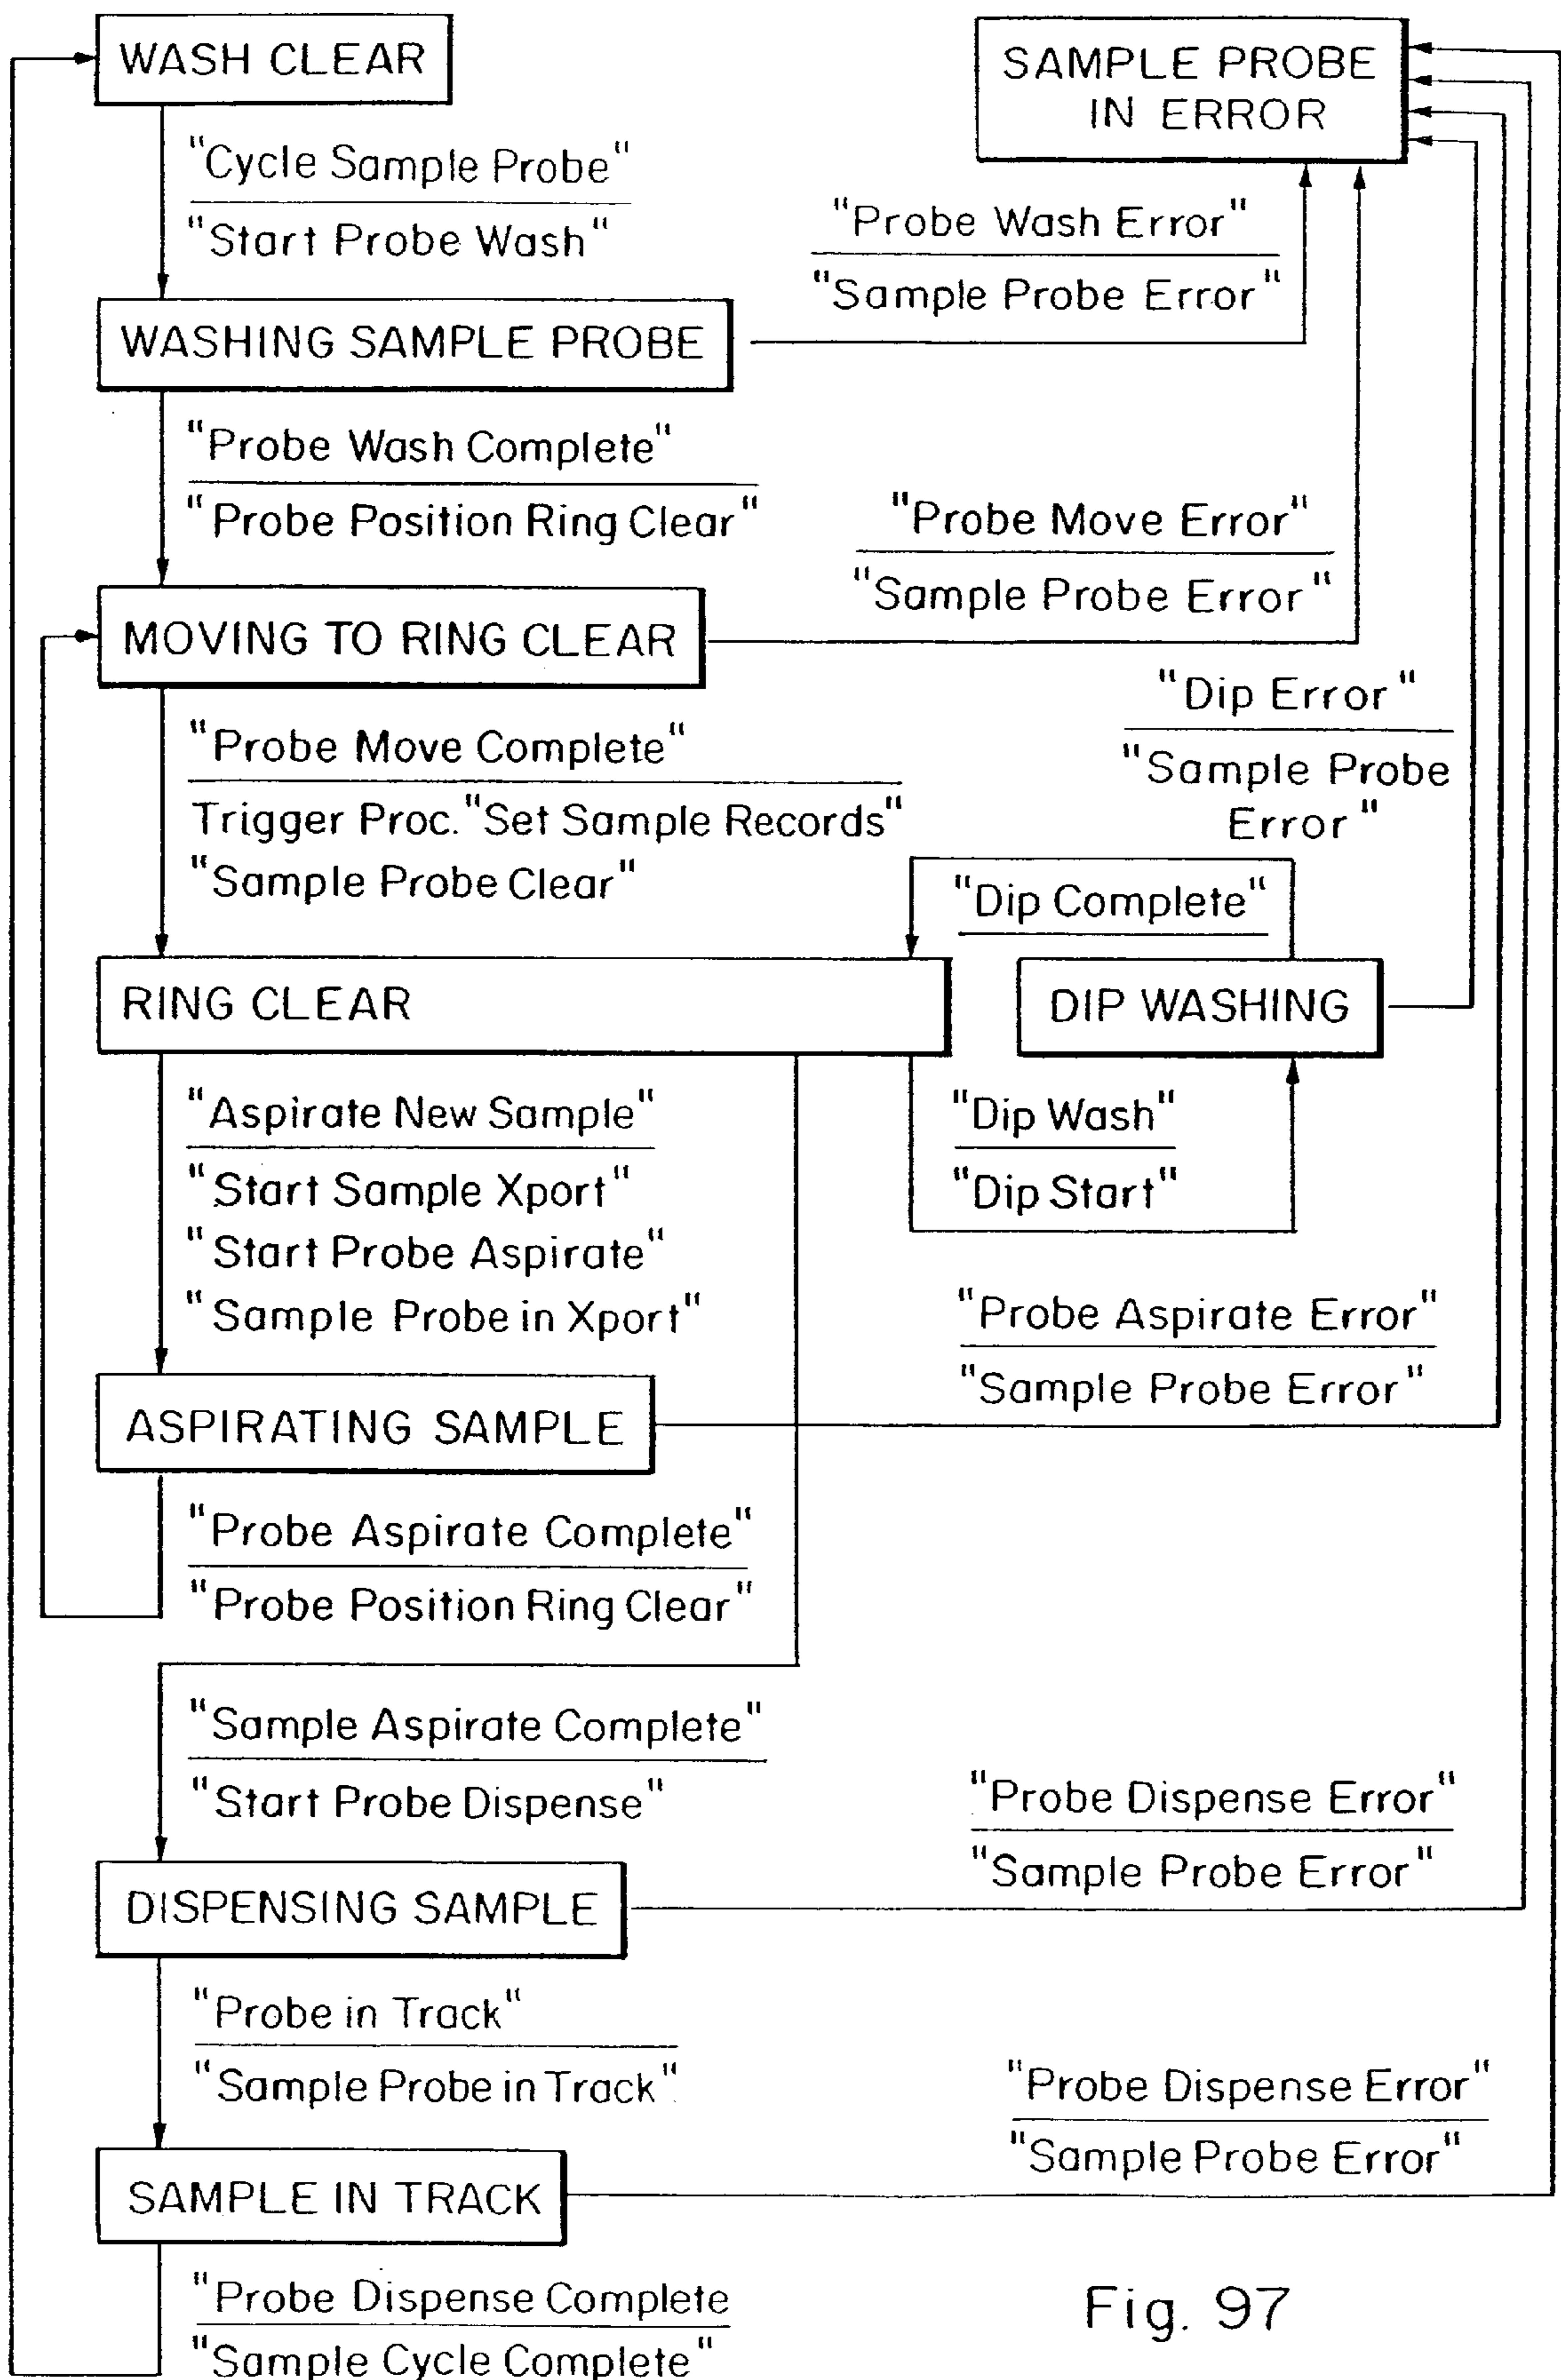 WASH CLEAR
SAMPLE PROBE
IN ERROR
"Cycle Sample Probe"
"Start Probe Wash"
"Probe Wash Error"
"Sample Probe Error"
WASHING SAMPLE PROBE
"Probe Wash Complete"
"Probe Position Ring Clear"
"Probe Move Error"
"Sample Probe Error"
MOVING TO RING CLEAR
"Dip Error"
"Sample Probe
Error"
"Probe Move Complete"
Trigger Proc. "Set Sample Records"
"Sample Probe Clear"
"Dip Complete"
RING CLEAR
DIP WASHING
"Aspirate New Sample"
"Start Sample Xport"
"Start Probe Aspirate"
"Sample Probe in Xport"
"Dip Wash"
"Dip Start"
"Probe Aspirate Error"
"Sample Probe Error"
ASPIRATING SAMPLE
"Probe Aspirate Complete"
"Probe Position Ring Clear"
"Sample Aspirate Complete"
"Start Probe Dispense"
"Probe Dispense Error"
"Sample Probe Error"
DISPENSING SAMPLE
"Probe in Track"
"Sample Probe in Track"
"Probe Dispense Error"
"Sample Probe Error"
SAMPLE IN TRACK
"Probe Dispense Complete
"Sample Cycle Complete"
Fig. 97